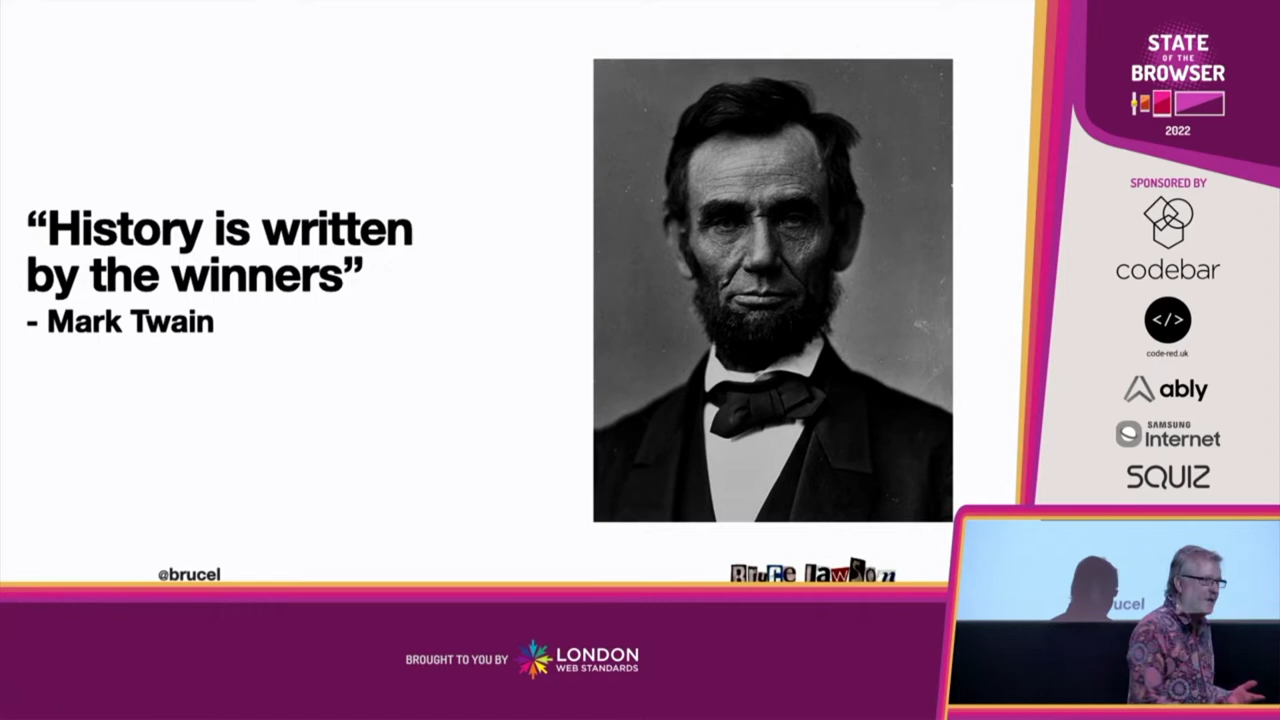 “History is written
by the winners”
- Mark Twain
@brucel
Bruce Lawson
STATE
OF THE
BROWSER
2022
SPONSORED BY
codebar
</>
code-red.uk
ably
SAMSUNG
Internet
SQUIZ
ucel
BROUGHT TO YOU BY
LONDON
WEB STANDARDS